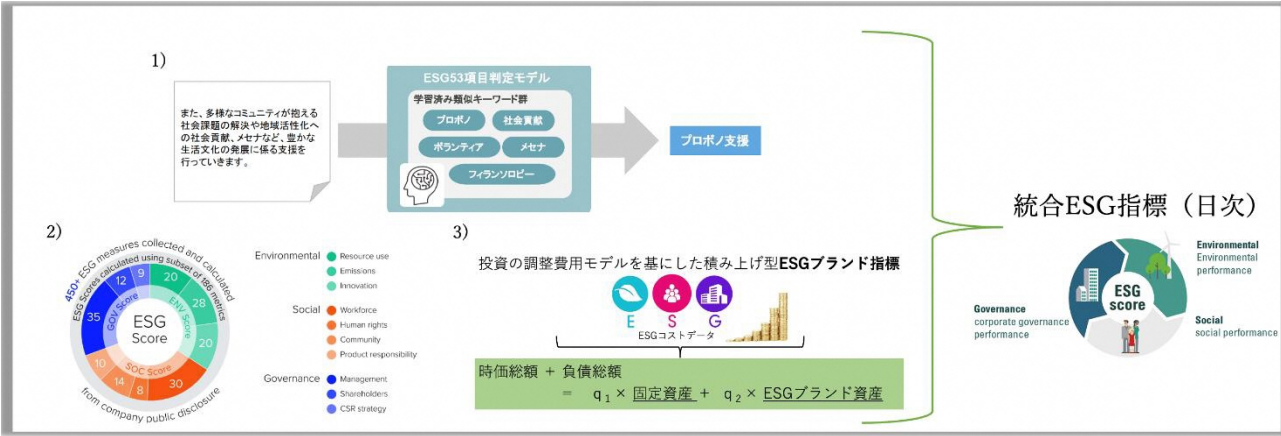 1)
また、多様なコミュニティが抱える
社会課題の解決や地域活性化へ
の社会貢献、メセナなど、豊かな
生活文化の発展に係る支援を
行っていきます。
ESG53項目判定モデル
学習済み類似キーワード群
プロボノ
社会貢献
ボランティア
メセナ
フィランソロピー
プロボノ支援
2)
450+ ESG measures collected and calculated
ESG Scores calculated using subset of 186 metrics
from company public disclosure
ESG
Score
ENV Score
20
28
20
SOC Score
30
8
14
10
GOV Score
35
12
9
Environmental
Resource use
Emissions
Innovation
Social
Workforce
Human rights
Community
Product responsibility
Governance
Management
Shareholders
CSR strategy
3)
投資の調整費用モデルを基にした積み上げ型ESGブランド指標
E S G
ESGコストデータ
時価総額 + 負債総額
= q1 × 固定資産 + q2 × ESGブランド資産
統合ESG指標（日次）
Environmental
Environmental
performance
ESG
score
Governance
corporate governance
performance
Social
social performance